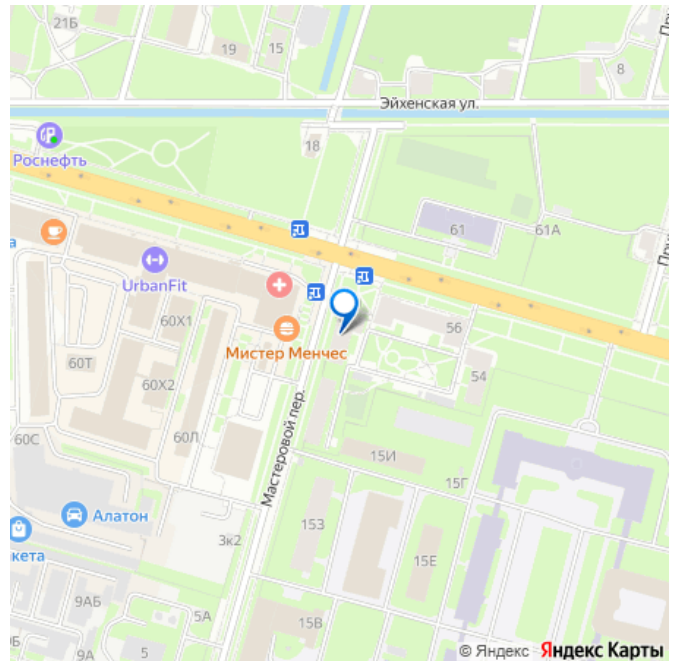 21Б
19
15
8
Эйхенская ул.
Роснефть
18
61
61А
UrbanFit
60Х1
56
Мистер Менчес
60Т
60Х2
54
60С
60Л
Мастеровой пер.
15И
15Г
Алатон
3к2
153
15Е
кета
9АБ
5А
15В
9А
5
© Яндекс Яндекс Карты